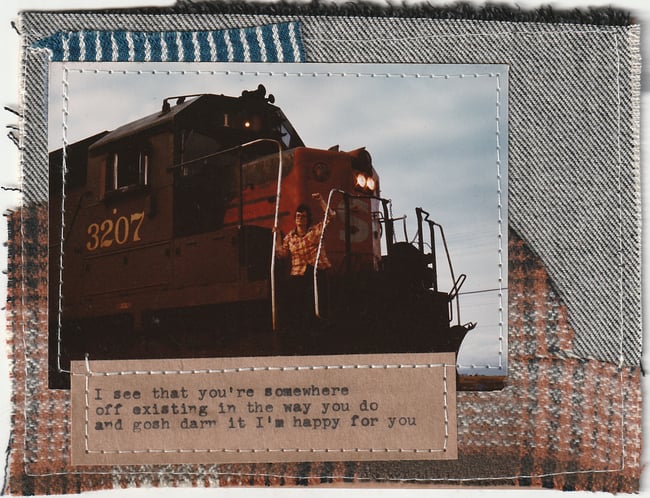 3207
S
I see that you're somewhere
off existing in the way you do
and gosh darn it I'm happy for you